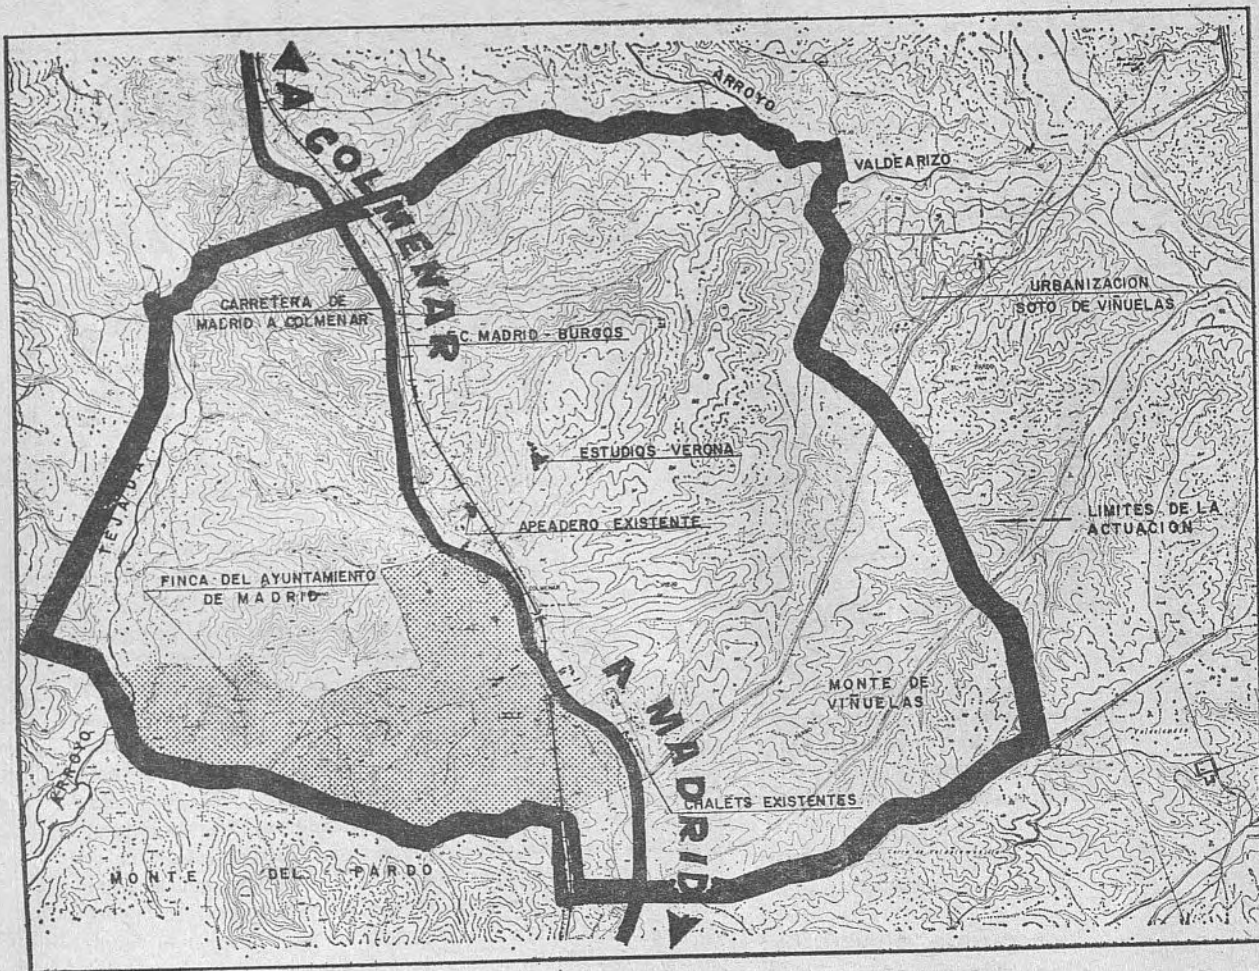 A COLMENAR
ARROYO
VALDEARIZO
CARRETERA DE
MADRID A COLMENAR
F.C. MADRID - BURGOS
URBANIZACION
SOTO DE VIÑUELAS
ESTUDIOS VERONA
TEJADA
APEADERO EXISTENTE
LIMITES DE LA
ACTUACION
FINCA DEL AYUNTAMIENTO
DE MADRID
A MADRID
MONTE DE
VIÑUELAS
ARROYO
CHALETS EXISTENTES
MONTE DEL PARDO